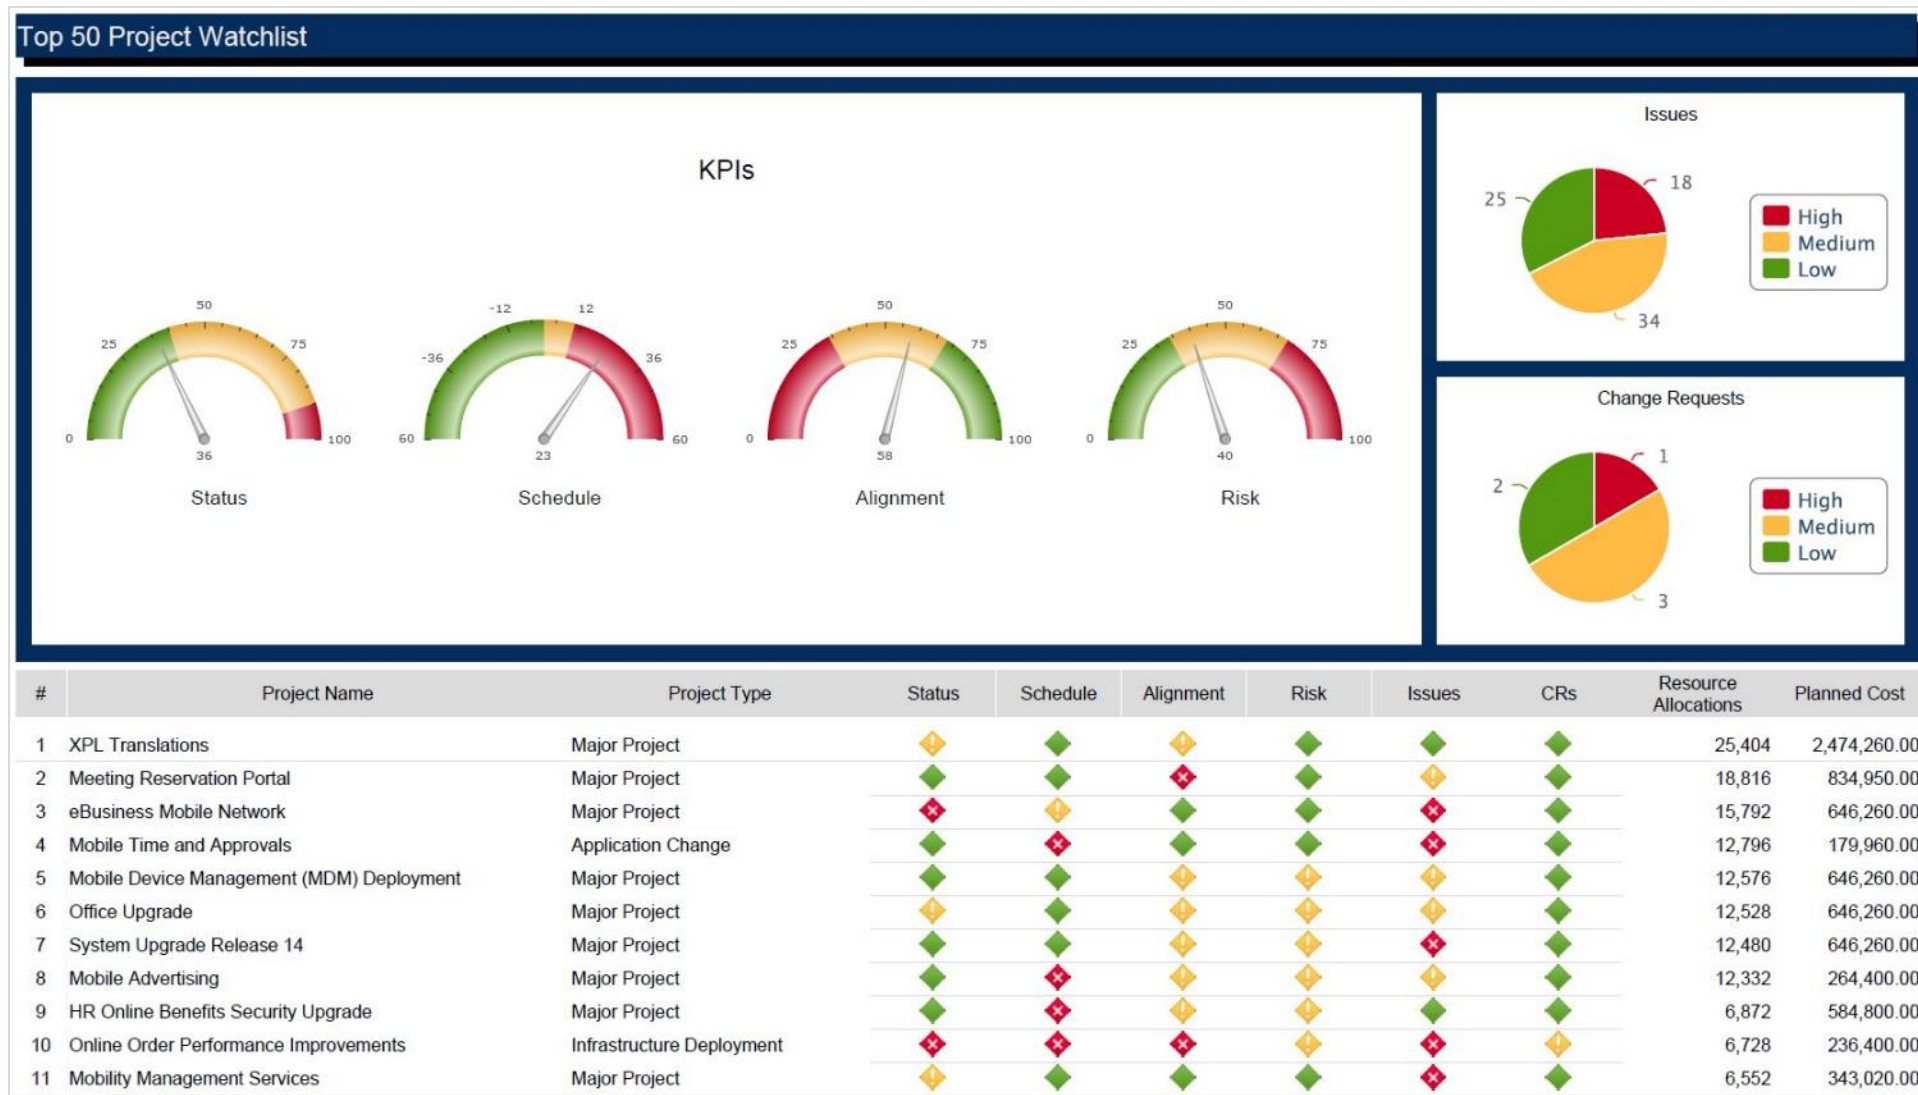 Top 50 Project Watchlist
KPIs
50
25
75
0
100
36
Status
-12
12
-36
36
60
60
23
Schedule
50
25
75
0
100
58
Alignment
50
25
75
0
100
40
Risk
Issues
18
25
34
High
Medium
Low
Change Requests
1
2
3
High
Medium
Low
# Project Name Project Type Status Schedule Alignment Risk Issues CRs Resource Allocations Planned Cost
1 XPL Translations Major Project 25,404 2,474,260.00
2 Meeting Reservation Portal Major Project 18,816 834,950.00
3 eBusiness Mobile Network Major Project 15,792 646,260.00
4 Mobile Time and Approvals Application Change 12,796 179,960.00
5 Mobile Device Management (MDM) Deployment Major Project 12,576 646,260.00
6 Office Upgrade Major Project 12,528 646,260.00
7 System Upgrade Release 14 Major Project 12,480 646,260.00
8 Mobile Advertising Major Project 12,332 264,400.00
9 HR Online Benefits Security Upgrade Major Project 6,872 584,800.00
10 Online Order Performance Improvements Infrastructure Deployment 6,728 236,400.00
11 Mobility Management Services Major Project 6,552 343,020.00